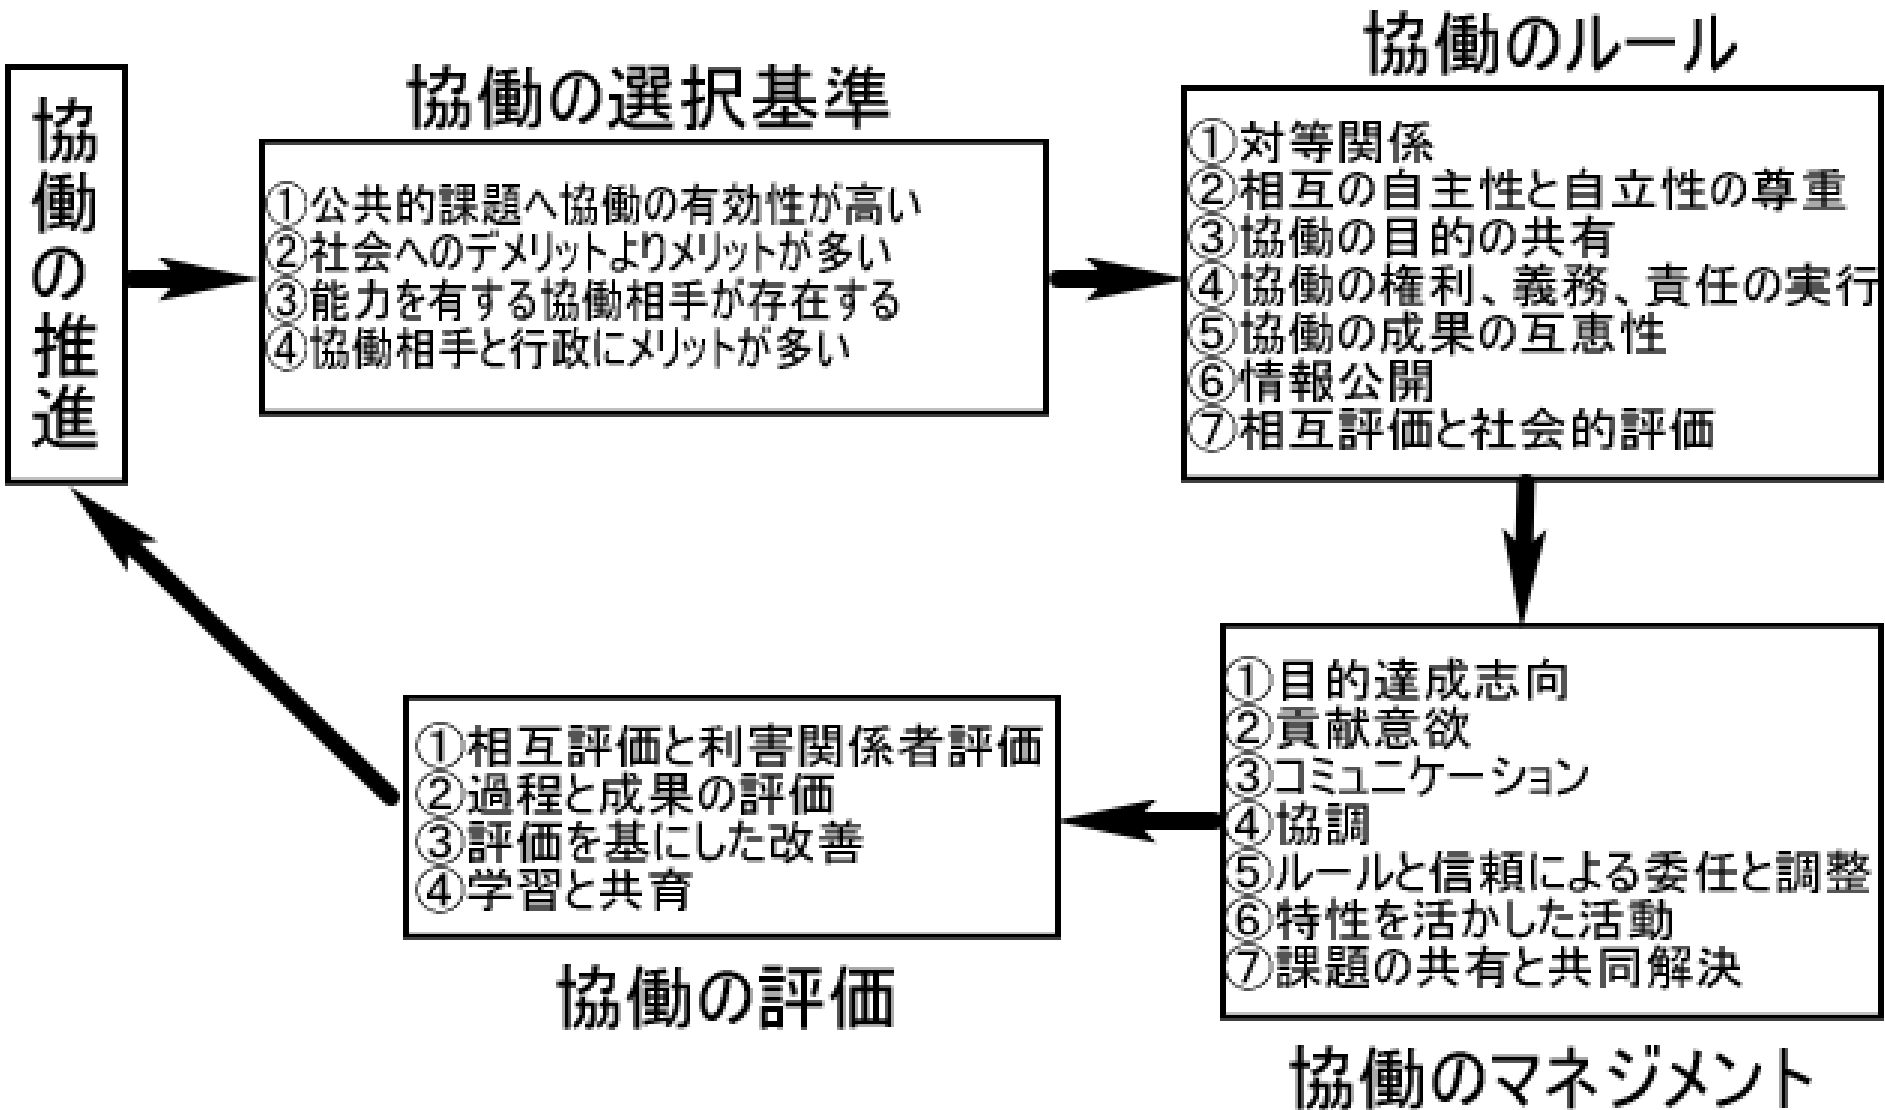 協働の推進
協働の選択基準
①公共的課題へ協働の有効性が高い
②社会へのデメリットよりメリットが多い
③能力を有する協働相手が存在する
④協働相手と行政にメリットが多い
協働のルール
①対等関係
②相互の自主性と自立性の尊重
③協働の目的の共有
④協働の権利、義務、責任の実行
⑤協働の成果の互恵性
⑥情報公開
⑦相互評価と社会的評価
①目的達成志向
②貢献意欲
③コミュニケーション
④協調
⑤ルールと信頼による委任と調整
⑥特性を活かした活動
⑦課題の共有と共同解決
協働のマネジメント
①相互評価と利害関係者評価
②過程と成果の評価
③評価を基にした改善
④学習と共育
協働の評価